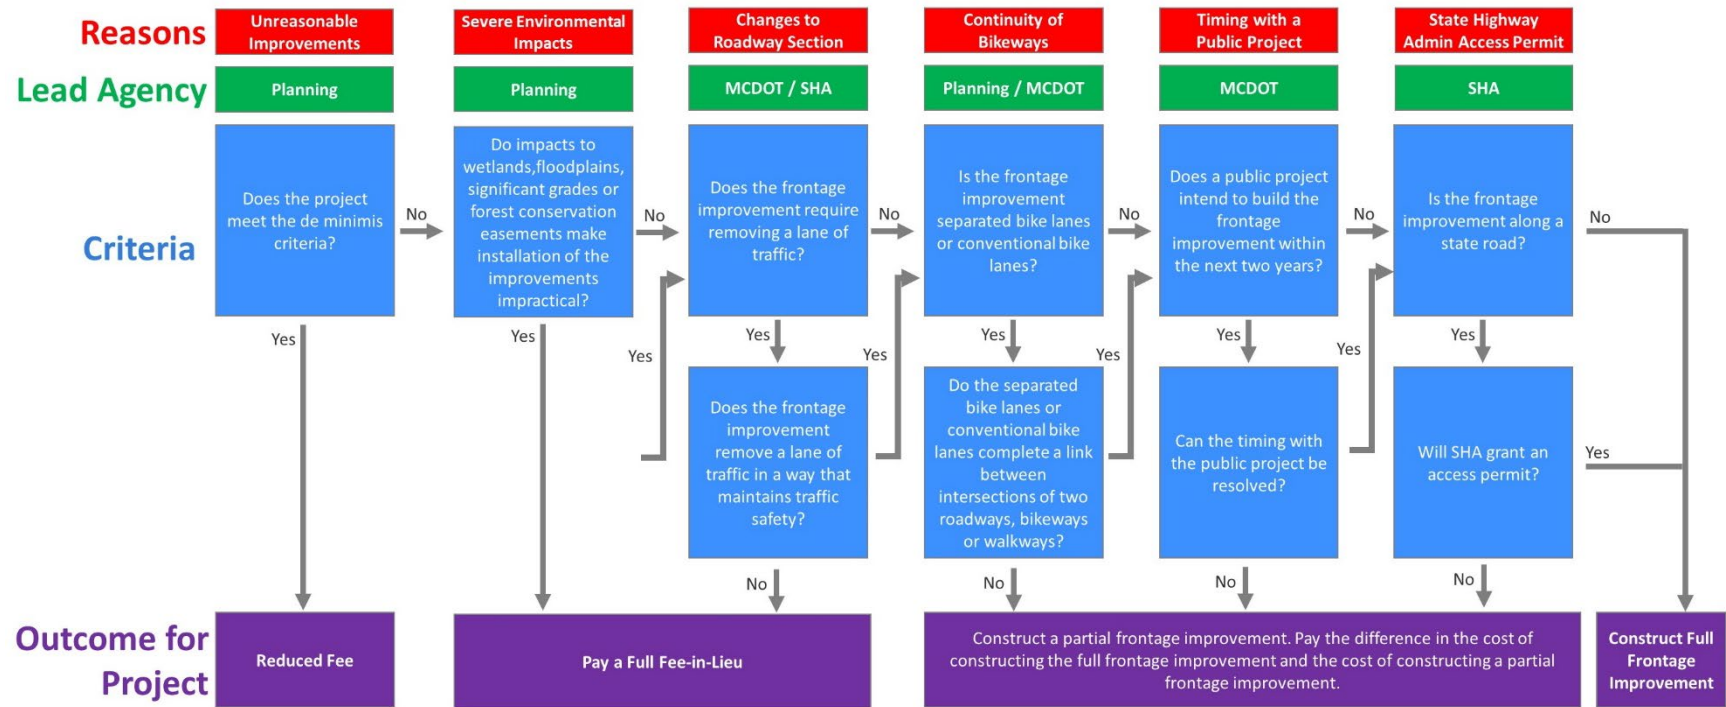 Reasons
Unreasonable
Improvements
Severe Environmental
Impacts
Changes to
Roadway Section
Continuity of
Bikeways
Timing with a
Public Project
State Highway
Admin Access Permit
Lead Agency
Planning
Planning
MCDOT / SHA
Planning / MCDOT
MCDOT
SHA
Criteria
Does the project
meet the de minimis
criteria?
No
Do impacts to
wetlands,floodplains,
significant grades or
forest conservation
easements make
installation of the
improvements
impractical?
No
Does the frontage
improvement require
removing a lane of
traffic?
No
Is the frontage
improvement
separated bike lanes
or conventional bike
lanes?
No
Does a public project
intend to build the
frontage
improvement within
the next two years?
No
Is the frontage
improvement along a
state road?
No
Yes
Yes
Yes
Yes
Yes
Yes
Yes
Yes
Yes
Yes
Does the frontage
improvement
remove a lane of
traffic in a way that
maintains traffic
safety?
Do the separated
bike lanes or
conventional bike
lanes complete a link
between
intersections of two
roadways, bikeways
or walkways?
Can the timing with
the public project be
resolved?
Will SHA grant an
access permit?
Yes
No
No
No
No
Outcome for
Project
Reduced Fee
Pay a Full Fee-in-Lieu
Construct a partial frontage improvement. Pay the difference in the cost of
constructing the full frontage improvement and the cost of constructing a partial
frontage improvement.
Construct Full
Frontage
Improvement